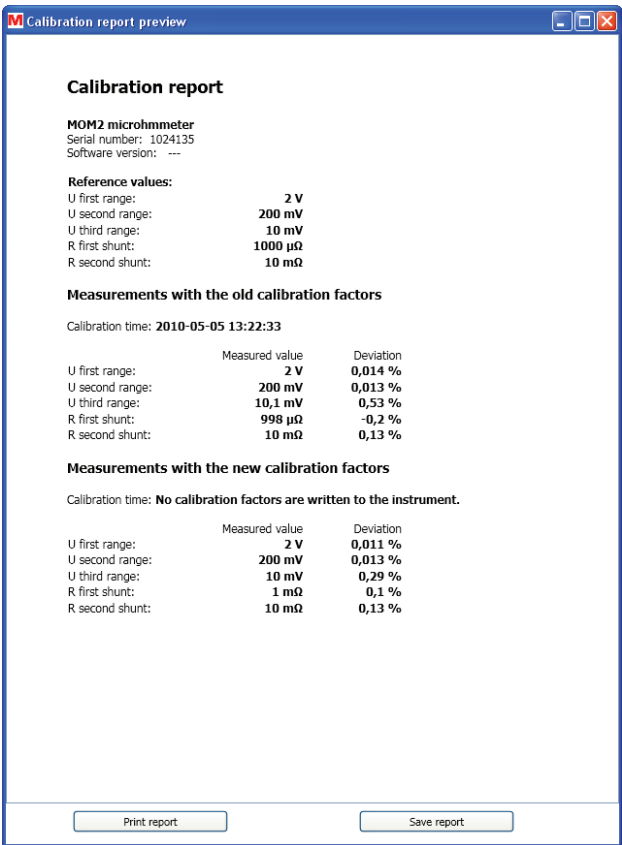 M Calibration report preview
Calibration report
MOM2 microhmmeter
Serial number: 1024135
Software version: ---
Reference values:
U first range: 2 V
U second range: 200 mV
U third range: 10 mV
R first shunt: 1000 µΩ
R second shunt: 10 mΩ
Measurements with the old calibration factors
Calibration time: 2010-05-05 13:22:33
Measured value Deviation
U first range: 2 V 0,014 %
U second range: 200 mV 0,013 %
U third range: 10,1 mV 0,53 %
R first shunt: 998 µΩ -0,2 %
R second shunt: 10 mΩ 0,13 %
Measurements with the new calibration factors
Calibration time: No calibration factors are written to the instrument.
Measured value Deviation
U first range: 2 V 0,011 %
U second range: 200 mV 0,013 %
U third range: 10 mV 0,29 %
R first shunt: 1 mΩ 0,1 %
R second shunt: 10 mΩ 0,13 %
Print report Save report